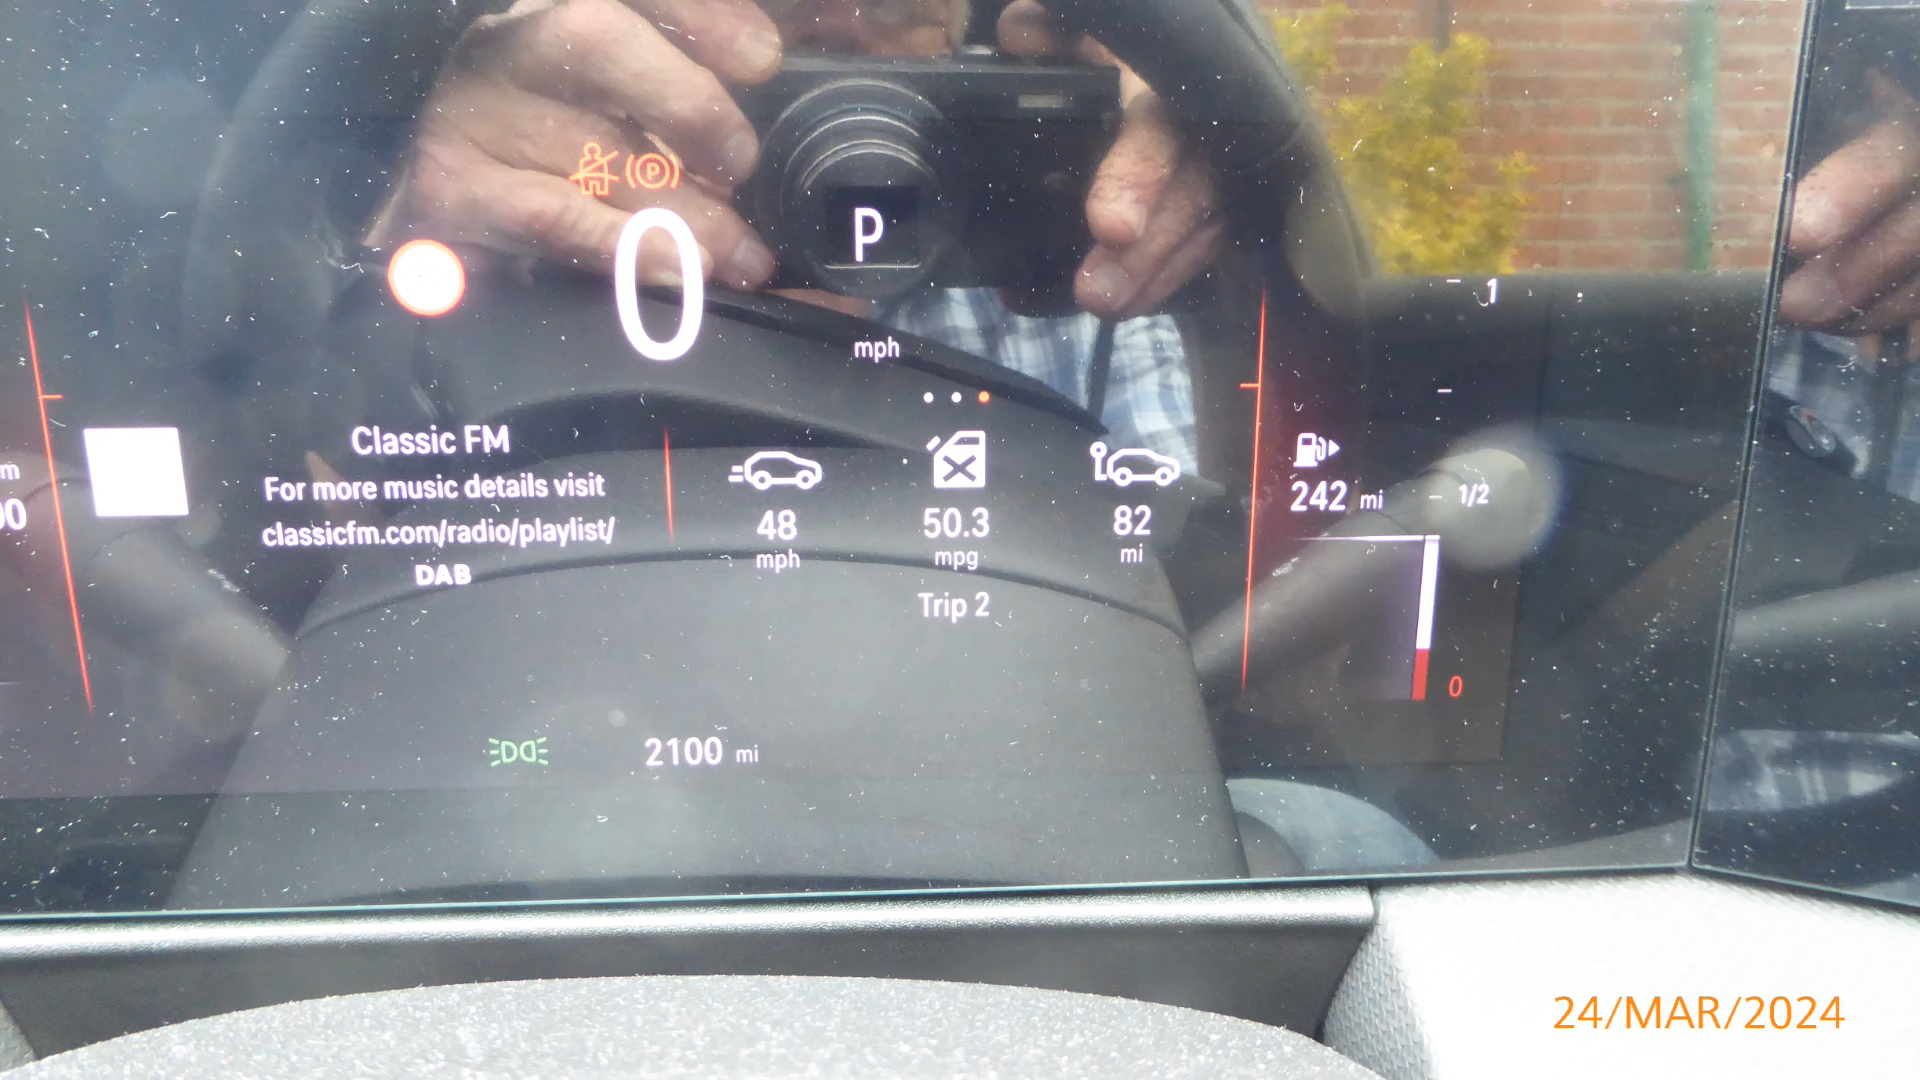 P
0
mph
1
Classic FM
For more music details visit
classicfm.com/radio/playlist/
DAB
48
mph
50.3
mpg
82
mi
Trip 2
242 mi
1/2
0
2100 mi
24/MAR/2024